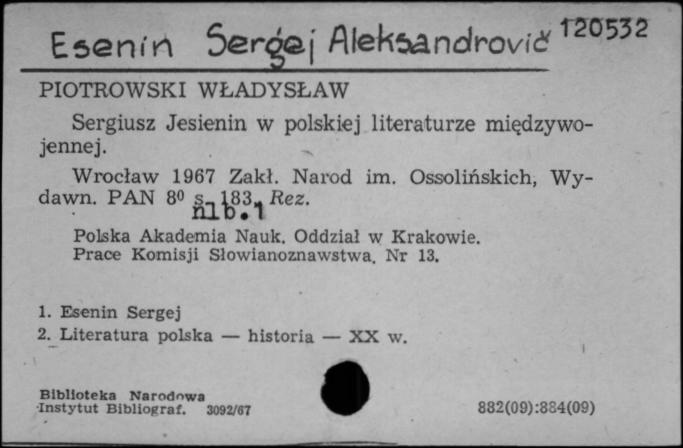 Esenin Sergej Aleksandrovič 120532
PIOTROWSKI WŁADYSŁAW
Sergiusz Jesienin w polskiej literaturze międzywo-
jennej.
Wrocław 1967 Zakł. Narod im. Ossolińskich, Wy-
dawn. PAN 8⁰ s. 183, Rez.
nlb. 1
Polska Akademia Nauk. Oddział w Krakowie.
Prace Komisji Słowianoznawstwa. Nr 13.
1. Esenin Sergej
2. Literatura polska — historia — XX w.
Biblioteka Narodowa
Instytut Bibliograf. 3092/67 882(09):884(09)